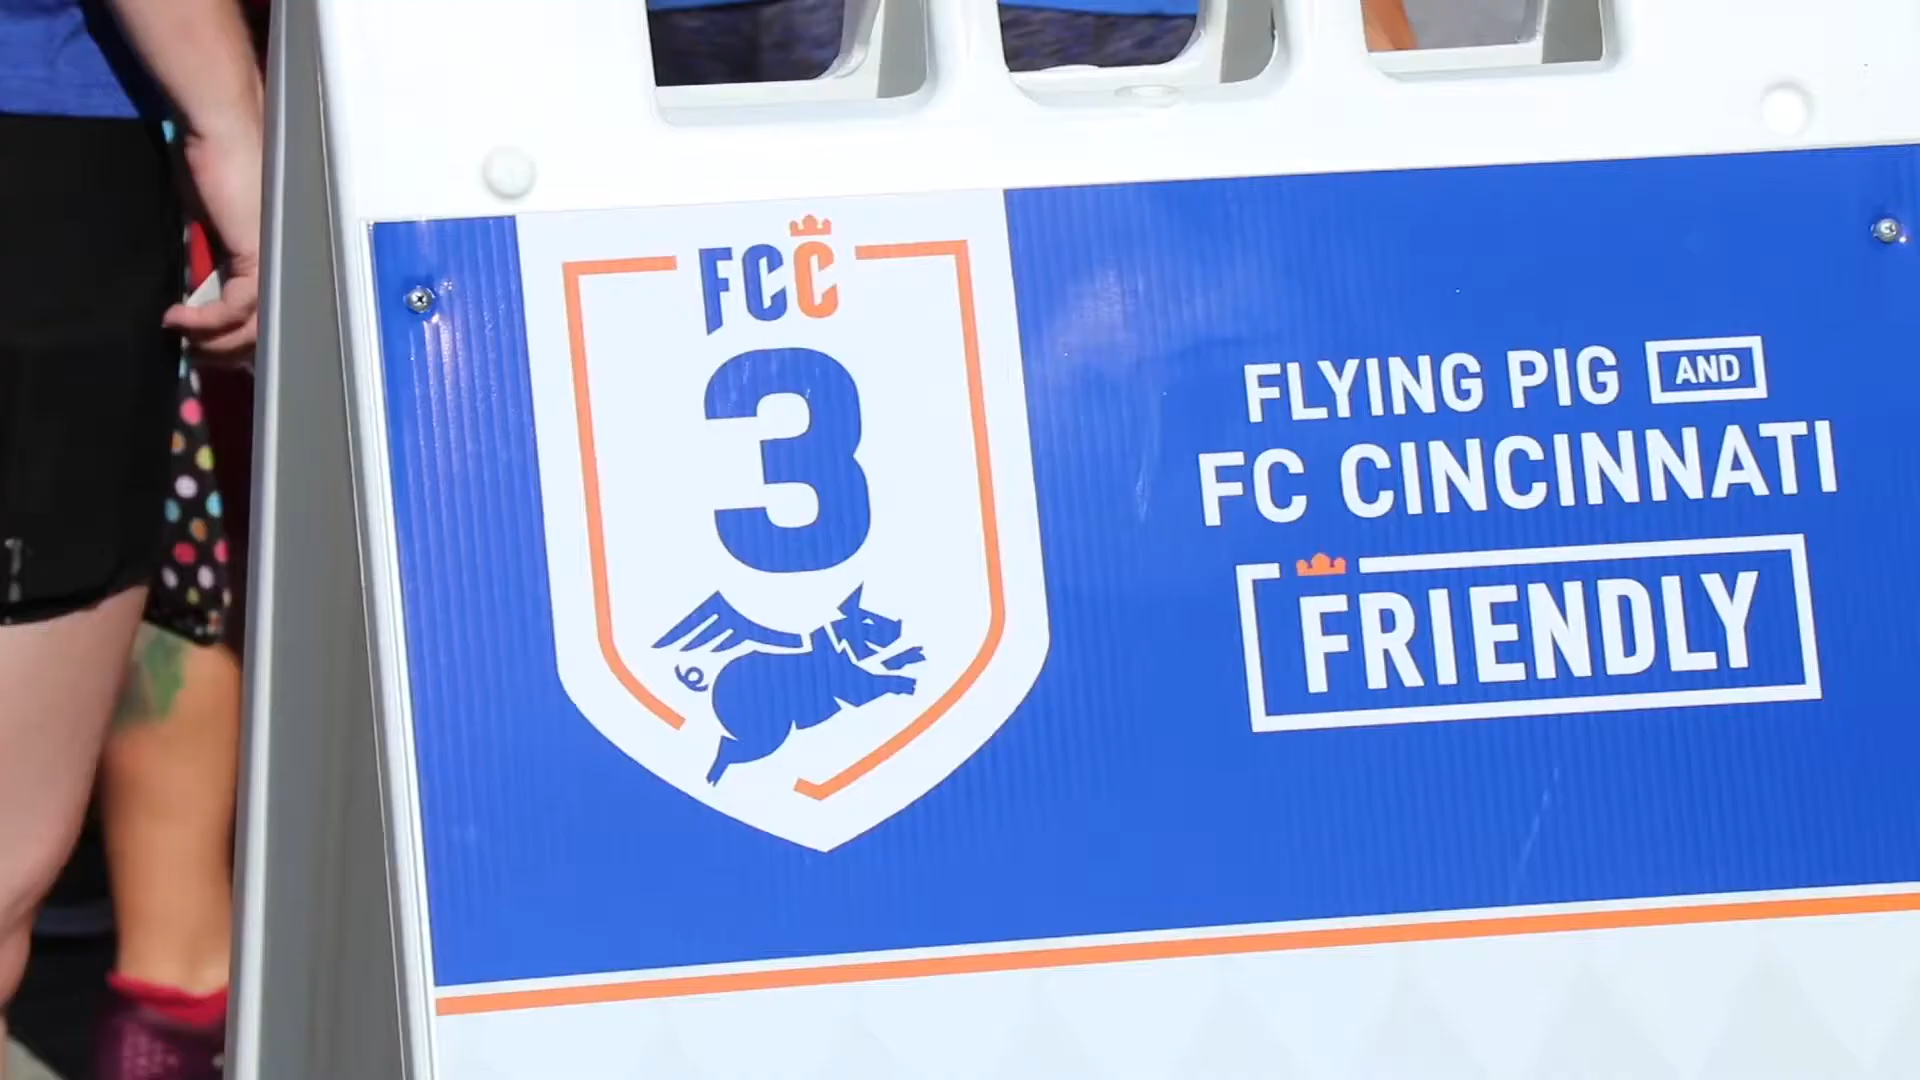 FCC
3
FLYING PIG AND
FC CINCINNATI
FRIENDLY